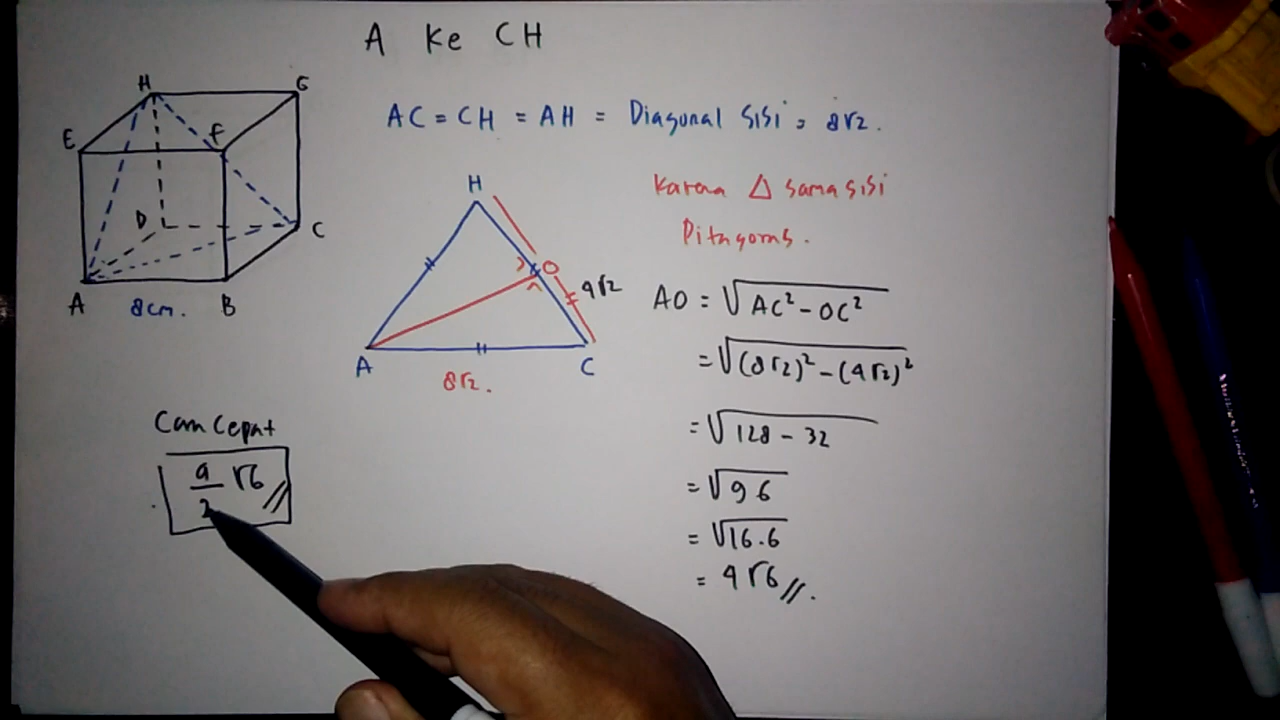 A ke CH
H G
E F
D C
A 8cm. B
AC = CH = AH = Diagonal sisi = 8√2.
H
O
4√2
A C
8√2.
Karena △ sama sisi
Pitagoras.
AO = √AC² - OC²
= √(8√2)² - (4√2)²
= √128 - 32
= √96
= √16.6
= 4√6 //.
Cara Cepat
a/2 √6 //